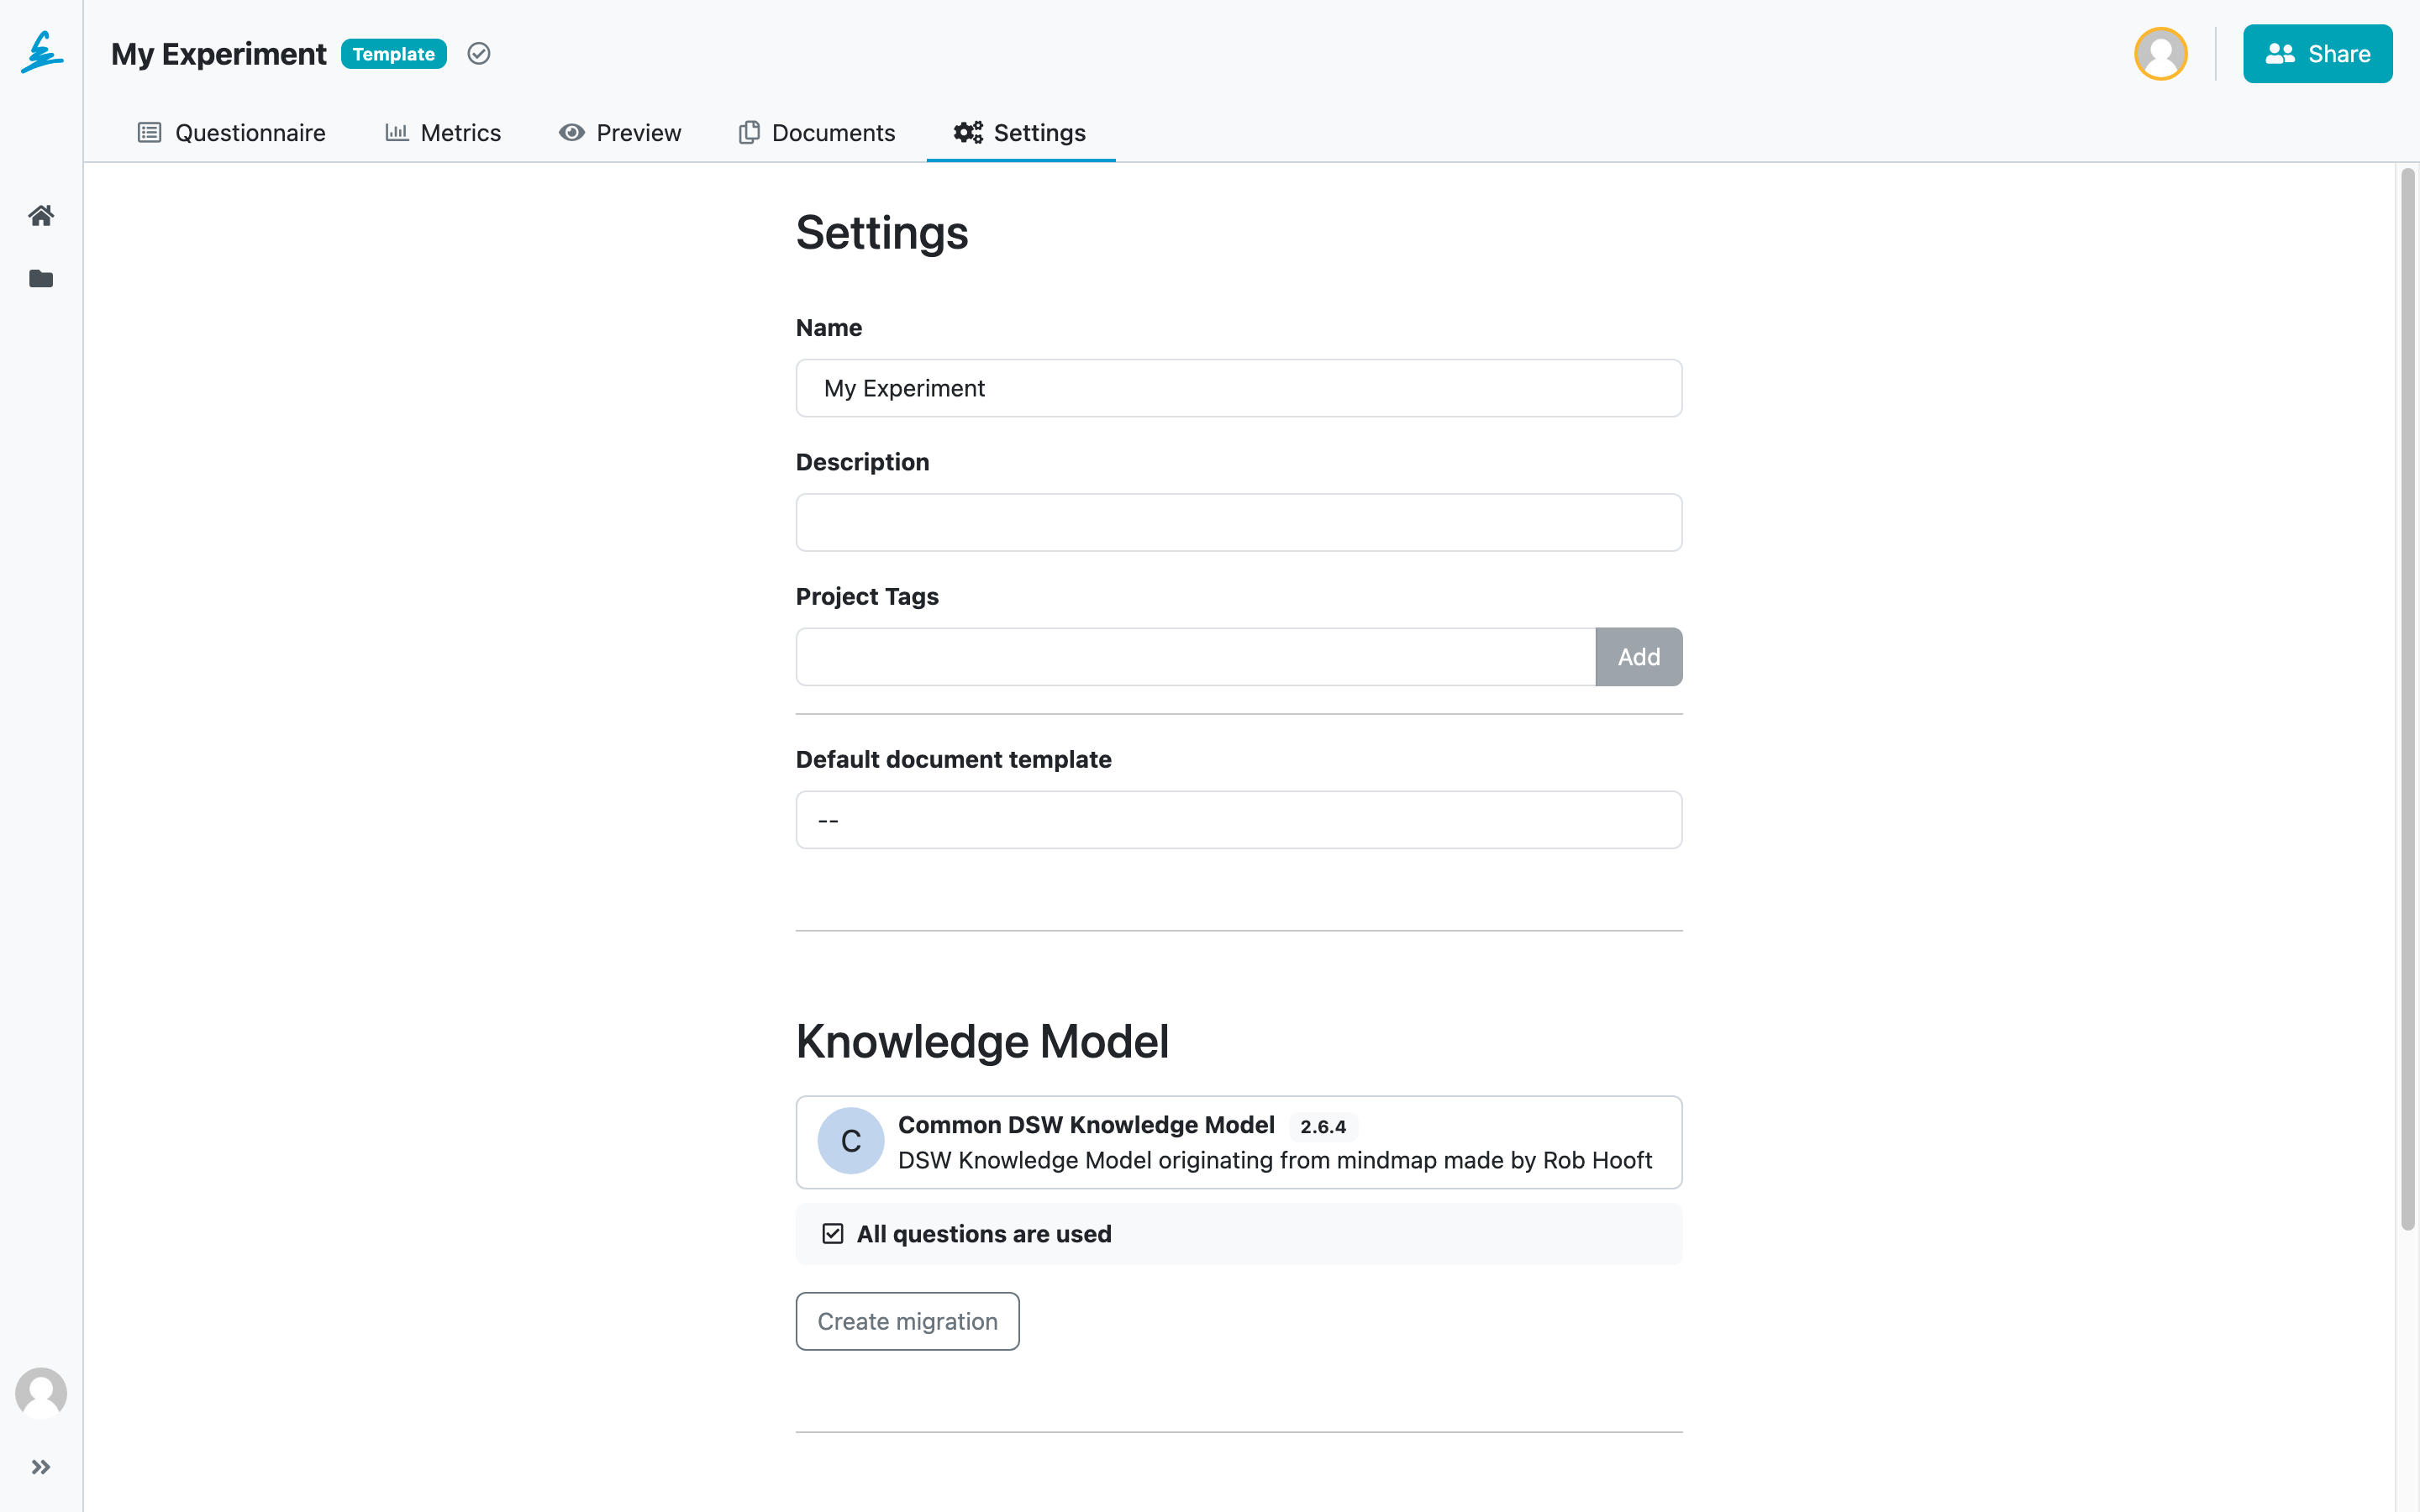 My Experiment Template
Share
Questionnaire Metrics Preview Documents Settings
Settings
Name
My Experiment
Description
Project Tags
Add
Default document template
--
Knowledge Model
C
Common DSW Knowledge Model 2.6.4
DSW Knowledge Model originating from mindmap made by Rob Hooft
All questions are used
Create migration